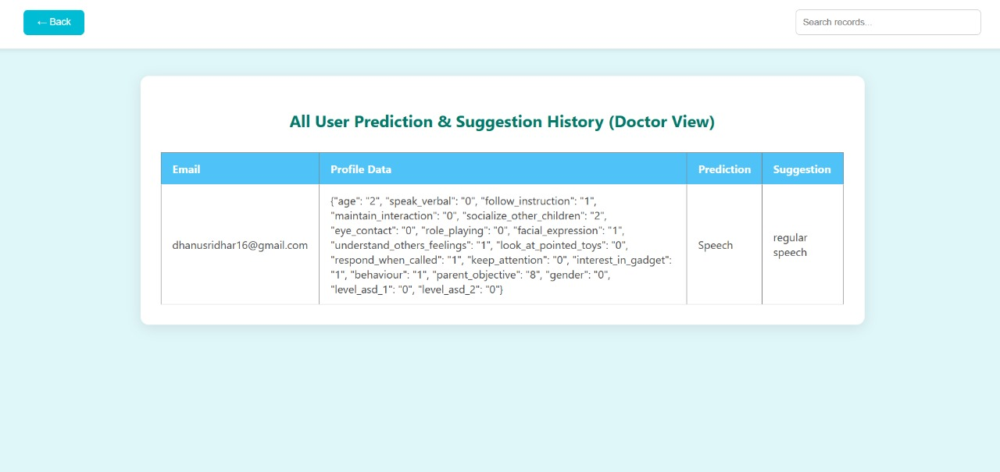 ← Back
Search records...
All User Prediction & Suggestion History (Doctor View)
Email Profile Data Prediction Suggestion
dhanusridhar16@gmail.com
{"age": "2", "speak_verbal": "0", "follow_instruction": "1",
"maintain_interaction": "0", "socialize_other_children": "2",
"eye_contact": "0", "role_playing": "0", "facial_expression": "1",
"understand_others_feelings": "1", "look_at_pointed_toys": "0",
"respond_when_called": "1", "keep_attention": "0", "interest_in_gadget":
"1", "behaviour": "1", "parent_objective": "8", "gender": "0",
"level_asd_1": "0", "level_asd_2": "0"}
Speech
regular
speech